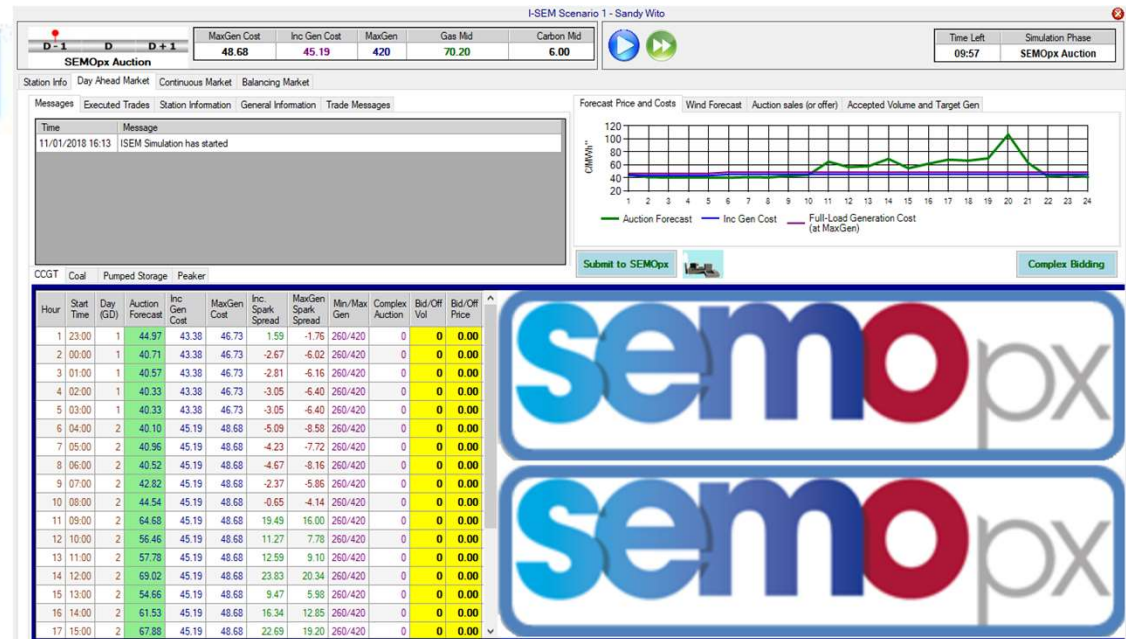 I-SEM Scenario 1 - Sandy Wito
D - 1 D D + 1
SEMOpx Auction
MaxGen Cost Inc Gen Cost MaxGen Gas Mid Carbon Mid
48.68 45.19 420 70.20 6.00
Time Left Simulation Phase
09:57 SEMOpx Auction
Station Info Day Ahead Market Continuous Market Balancing Market
Messages Executed Trades Station Information General Information Trade Messages
Time Message
11/01/2018 16:13 ISEM Simulation has started
Forecast Price and Costs Wind Forecast Auction sales (or offer) Accepted Volume and Target Gen
£/MWh"
120
100
80
60
40
20
1 2 3 4 5 6 7 8 9 10 11 12 13 14 15 16 17 18 19 20 21 22 23 24
Auction Forecast Inc Gen Cost Full-Load Generation Cost
(at MaxGen)
Submit to SEMOpx Complex Bidding
CCGT Coal Pumped Storage Peaker
Hour Start Time Day (GD) Auction Forecast Inc Gen Cost MaxGen Cost Inc. Spark Spread MaxGen Spark Spread Min/Max Gen Complex Auction Bid/Off Vol Bid/Off Price
1 23:00 1 44.97 43.38 46.73 1.59 -1.76 260/420 0 0 0.00
2 00:00 1 40.71 43.38 46.73 -2.67 -6.02 260/420 0 0 0.00
3 01:00 1 40.57 43.38 46.73 -2.81 -6.16 260/420 0 0 0.00
4 02:00 1 40.33 43.38 46.73 -3.05 -6.40 260/420 0 0 0.00
5 03:00 1 40.33 43.38 46.73 -3.05 -6.40 260/420 0 0 0.00
6 04:00 2 40.10 45.19 48.68 -5.09 -8.58 260/420 0 0 0.00
7 05:00 2 40.96 45.19 48.68 -4.23 -7.72 260/420 0 0 0.00
8 06:00 2 40.52 45.19 48.68 -4.67 -8.16 260/420 0 0 0.00
9 07:00 2 42.82 45.19 48.68 -2.37 -5.86 260/420 0 0 0.00
10 08:00 2 44.54 45.19 48.68 -0.65 -4.14 260/420 0 0 0.00
11 09:00 2 64.68 45.19 48.68 19.49 16.00 260/420 0 0 0.00
12 10:00 2 56.46 45.19 48.68 11.27 7.78 260/420 0 0 0.00
13 11:00 2 57.78 45.19 48.68 12.59 9.10 260/420 0 0 0.00
14 12:00 2 69.02 45.19 48.68 23.83 20.34 260/420 0 0 0.00
15 13:00 2 54.66 45.19 48.68 9.47 5.98 260/420 0 0 0.00
16 14:00 2 61.53 45.19 48.68 16.34 12.85 260/420 0 0 0.00
17 15:00 2 67.88 45.19 48.68 22.69 19.20 260/420 0 0 0.00
semopx
semopx